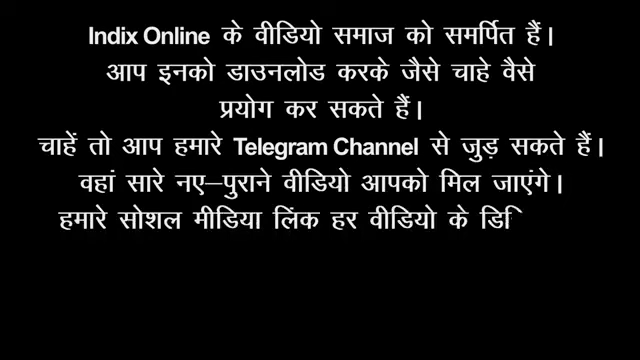 Indix Online के वीडियो समाज को समर्पित हैं।
आप इनको डाउनलोड करके जैसे चाहे वैसे
प्रयोग कर सकते हैं।
चाहें तो आप हमारे Telegram Channel से जुड़ सकते हैं।
वहां सारे नए–पुराने वीडियो आपको मिल जाएंगे।
हमारे सोशल मीडिया लिंक हर वीडियो के